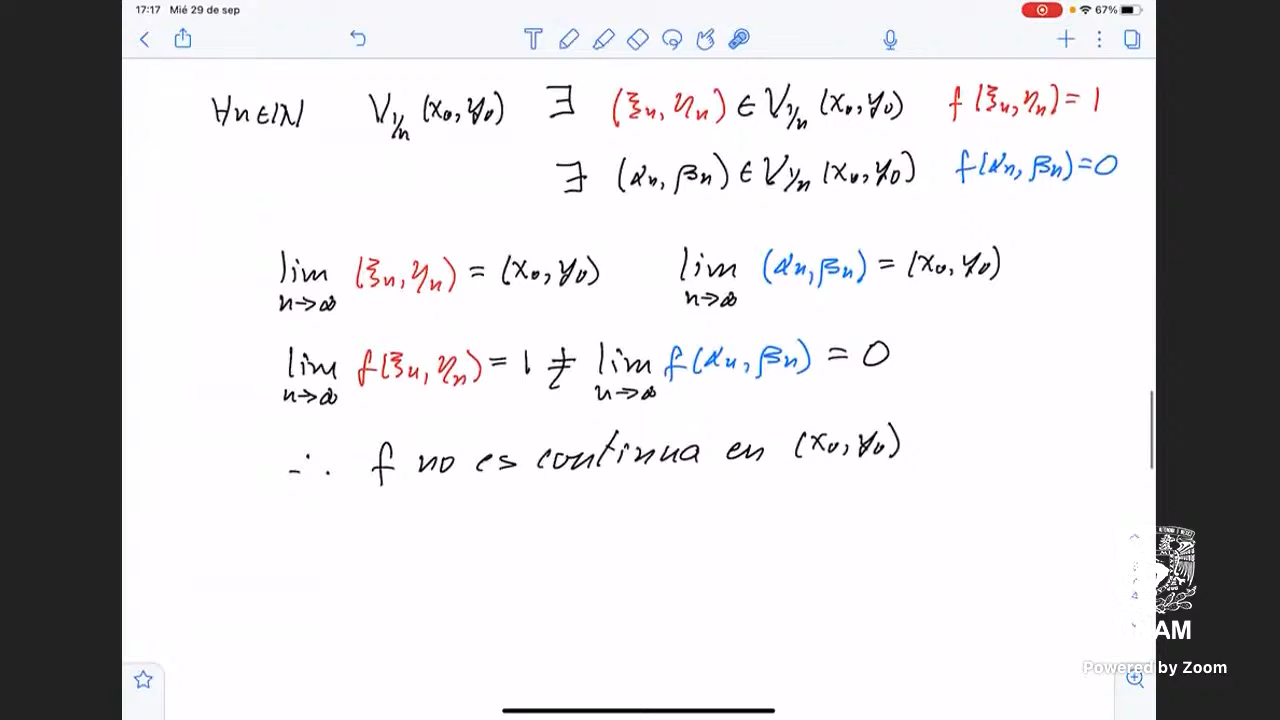 17:17 Mié 29 de sep 67%
∀n∈ℕ V_{1/n}(x₀, y₀) ∃ (ξₙ, ηₙ) ∈ V_{1/n}(x₀, y₀) f(ξₙ, ηₙ) = 1
∃ (αₙ, βₙ) ∈ V_{1/n}(x₀, y₀) f(αₙ, βₙ) = 0
lim_{n→∞} (ξₙ, ηₙ) = (x₀, y₀) lim_{n→∞} (αₙ, βₙ) = (x₀, y₀)
lim_{n→∞} f(ξₙ, ηₙ) = 1 ≠ lim_{n→∞} f(αₙ, βₙ) = 0
∴ f no es continua en (x₀, y₀)
Powered by Zoom